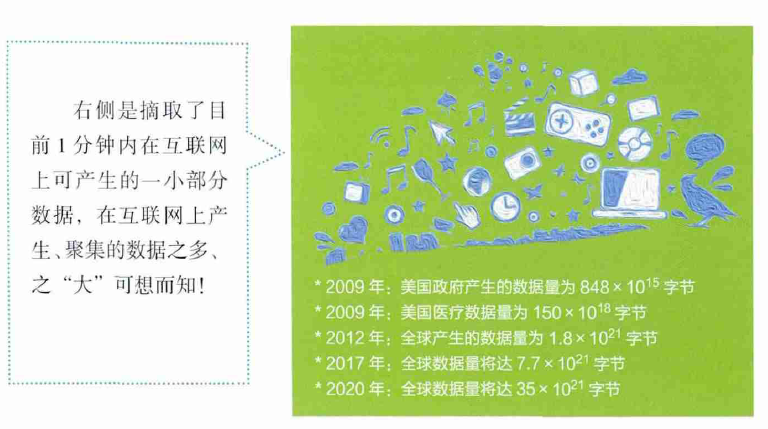 右侧是摘取了目
前1分钟内在互联网
上可产生的一小部分
数据，在互联网上产
生、聚集的数据之多、
之“大”可想而知！
* 2009 年：美国政府产生的数据量为 848 × 10¹⁵ 字节
* 2009 年：美国医疗数据量为 150 × 10¹⁸ 字节
* 2012 年：全球产生的数据量为 1.8 × 10²¹ 字节
* 2017 年：全球数据量将达 7.7 × 10²¹ 字节
* 2020 年：全球数据量将达 35 × 10²¹ 字节